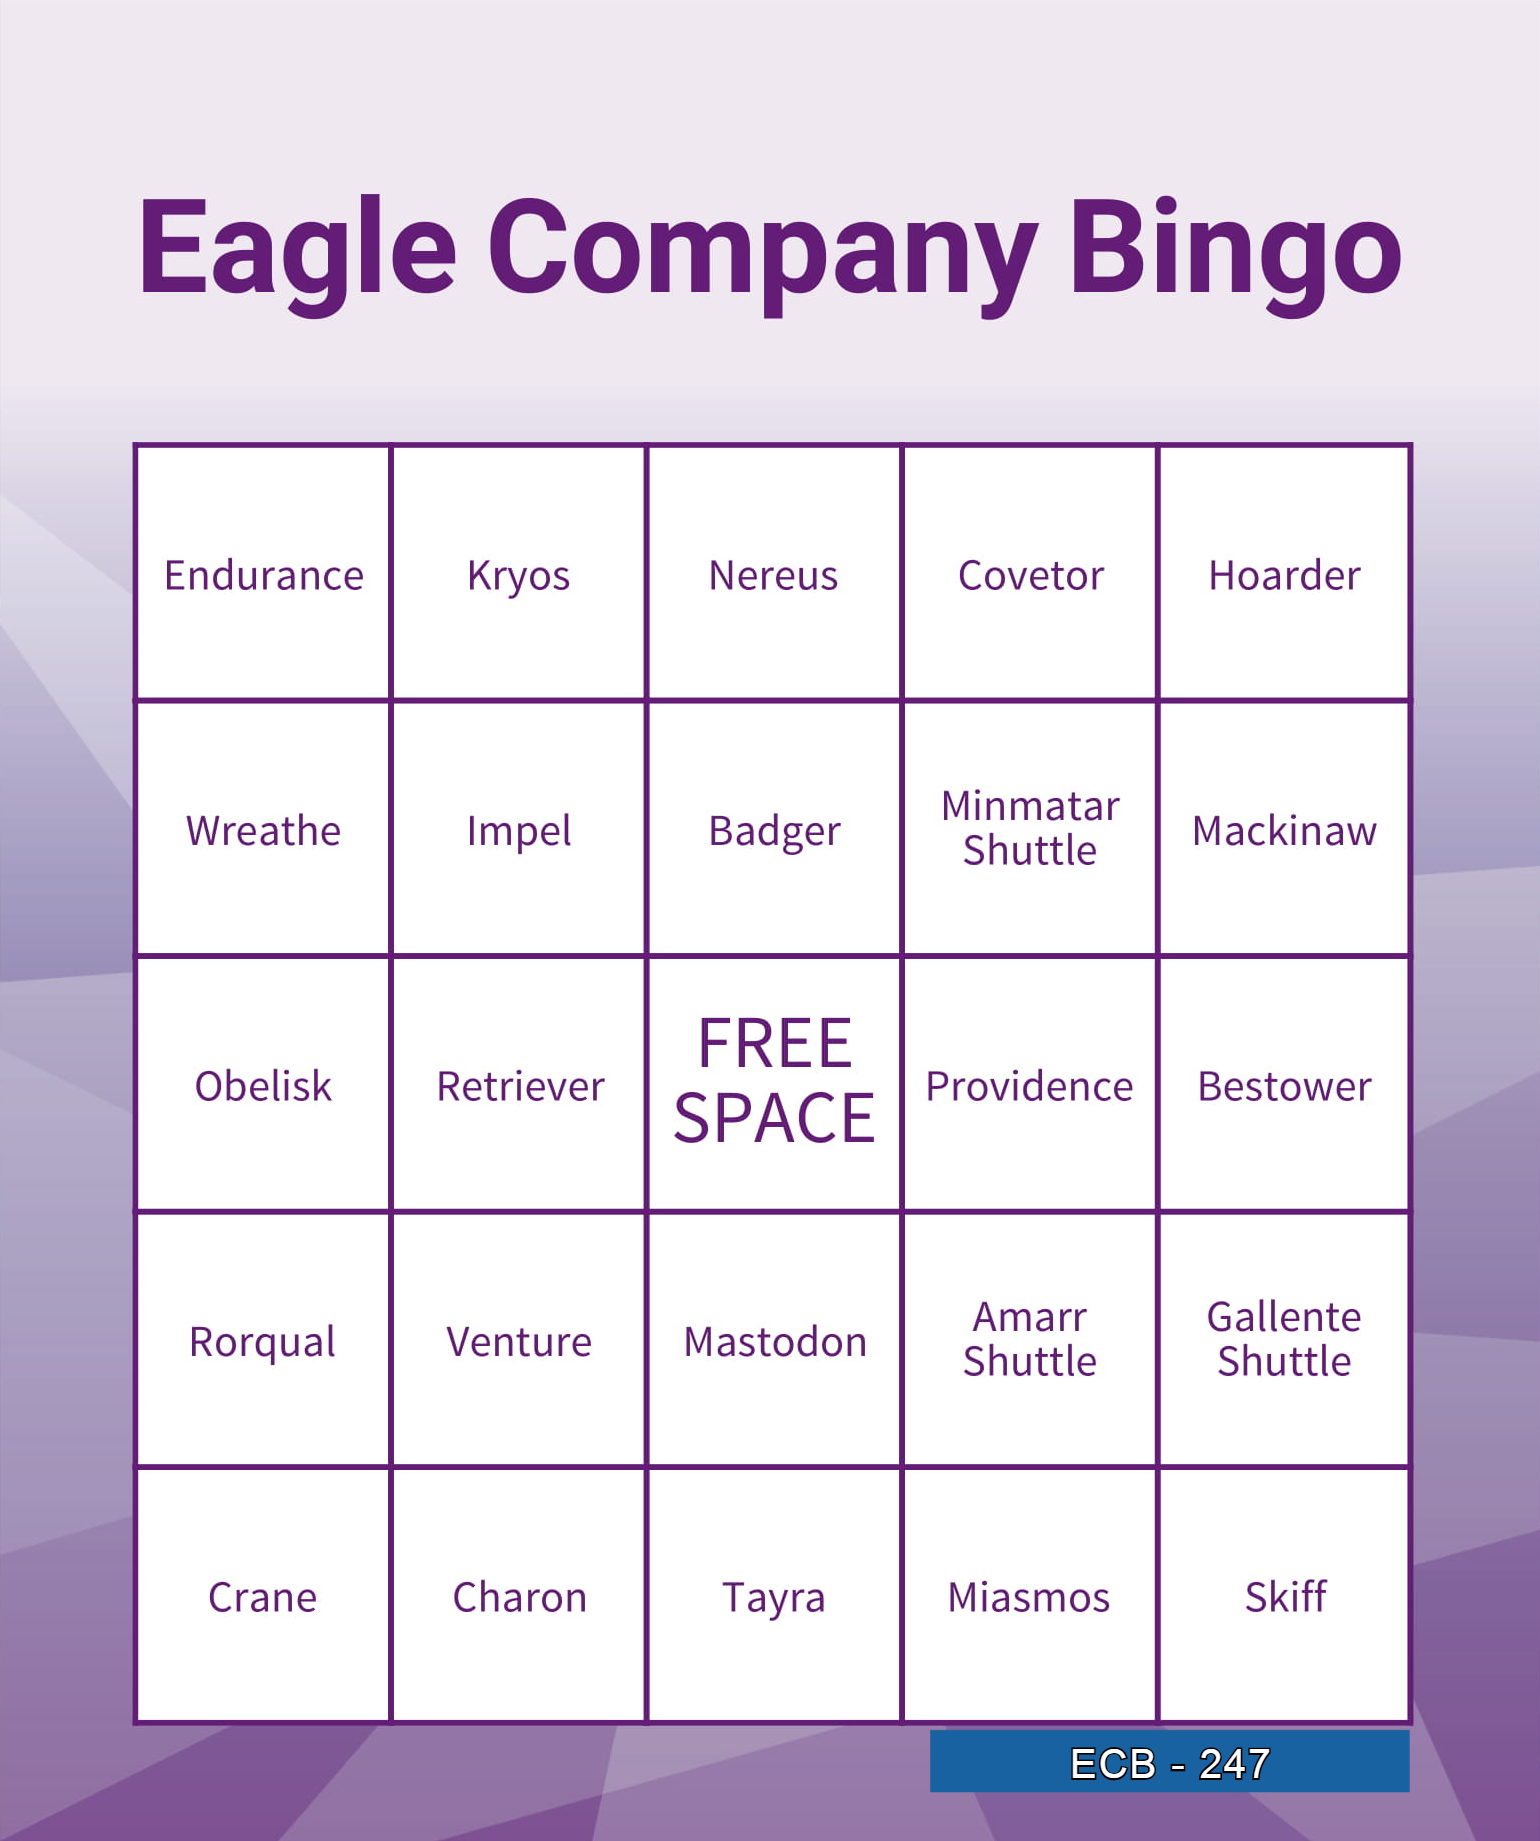 Eagle Company Bingo
Endurance
Kryos
Nereus
Covetor
Hoarder
Wreathe
Impel
Badger
Minmatar
Shuttle
Mackinaw
Obelisk
Retriever
FREE
SPACE
Providence
Bestower
Rorqual
Venture
Mastodon
Amarr
Shuttle
Gallente
Shuttle
Crane
Charon
Tayra
Miasmos
Skiff
ECB - 247